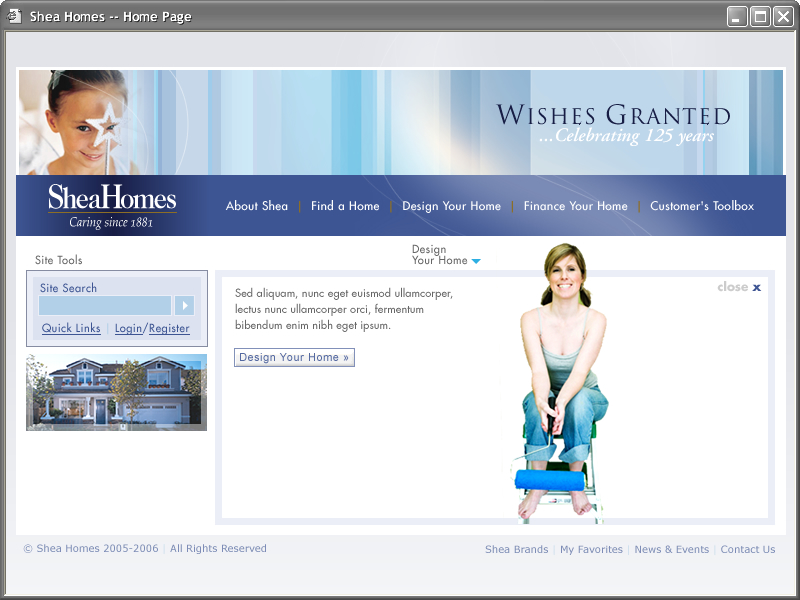 Shea Homes -- Home Page
WISHES GRANTED
...Celebrating 125 years
SheaHomes
Caring since 1881
About Shea | Find a Home | Design Your Home | Finance Your Home | Customer's Toolbox
Site Tools
Site Search
Quick Links | Login/Register
Design
Your Home
close x
Sed aliquam, nunc eget euismod ullamcorper,
lectus nunc ullamcorper orci, fermentum
bibendum enim nibh eget ipsum.
Design Your Home »
© Shea Homes 2005-2006 | All Rights Reserved
Shea Brands | My Favorites | News & Events | Contact Us